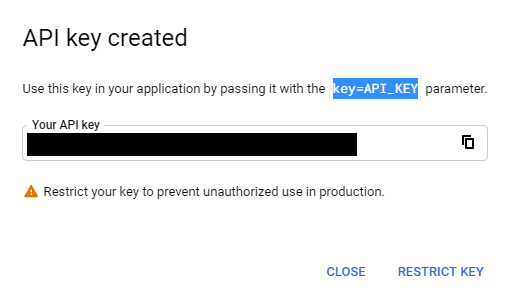 API key created
Use this key in your application by passing it with the key=API_KEY parameter.
Your API key
Restrict your key to prevent unauthorized use in production.
CLOSE RESTRICT KEY